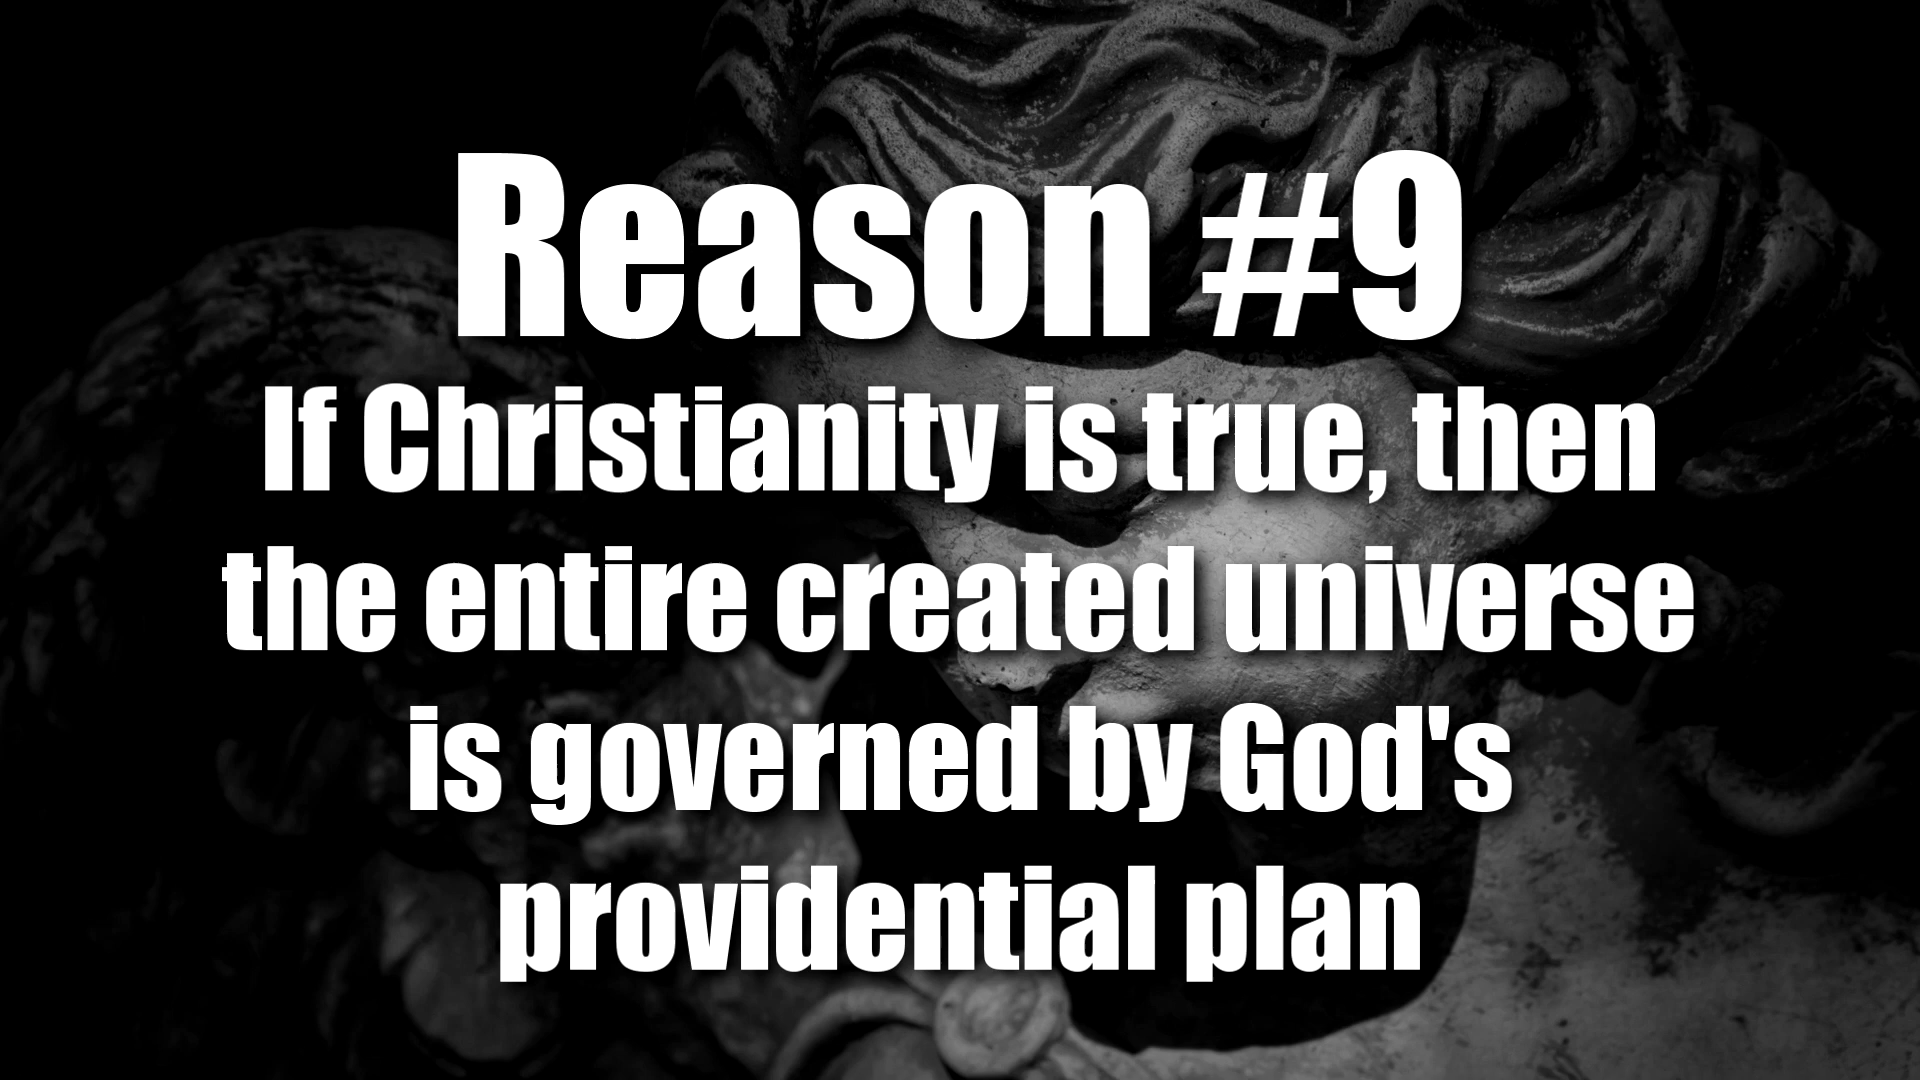 Reason #9
If Christianity is true, then
the entire created universe
is governed by God's
providential plan